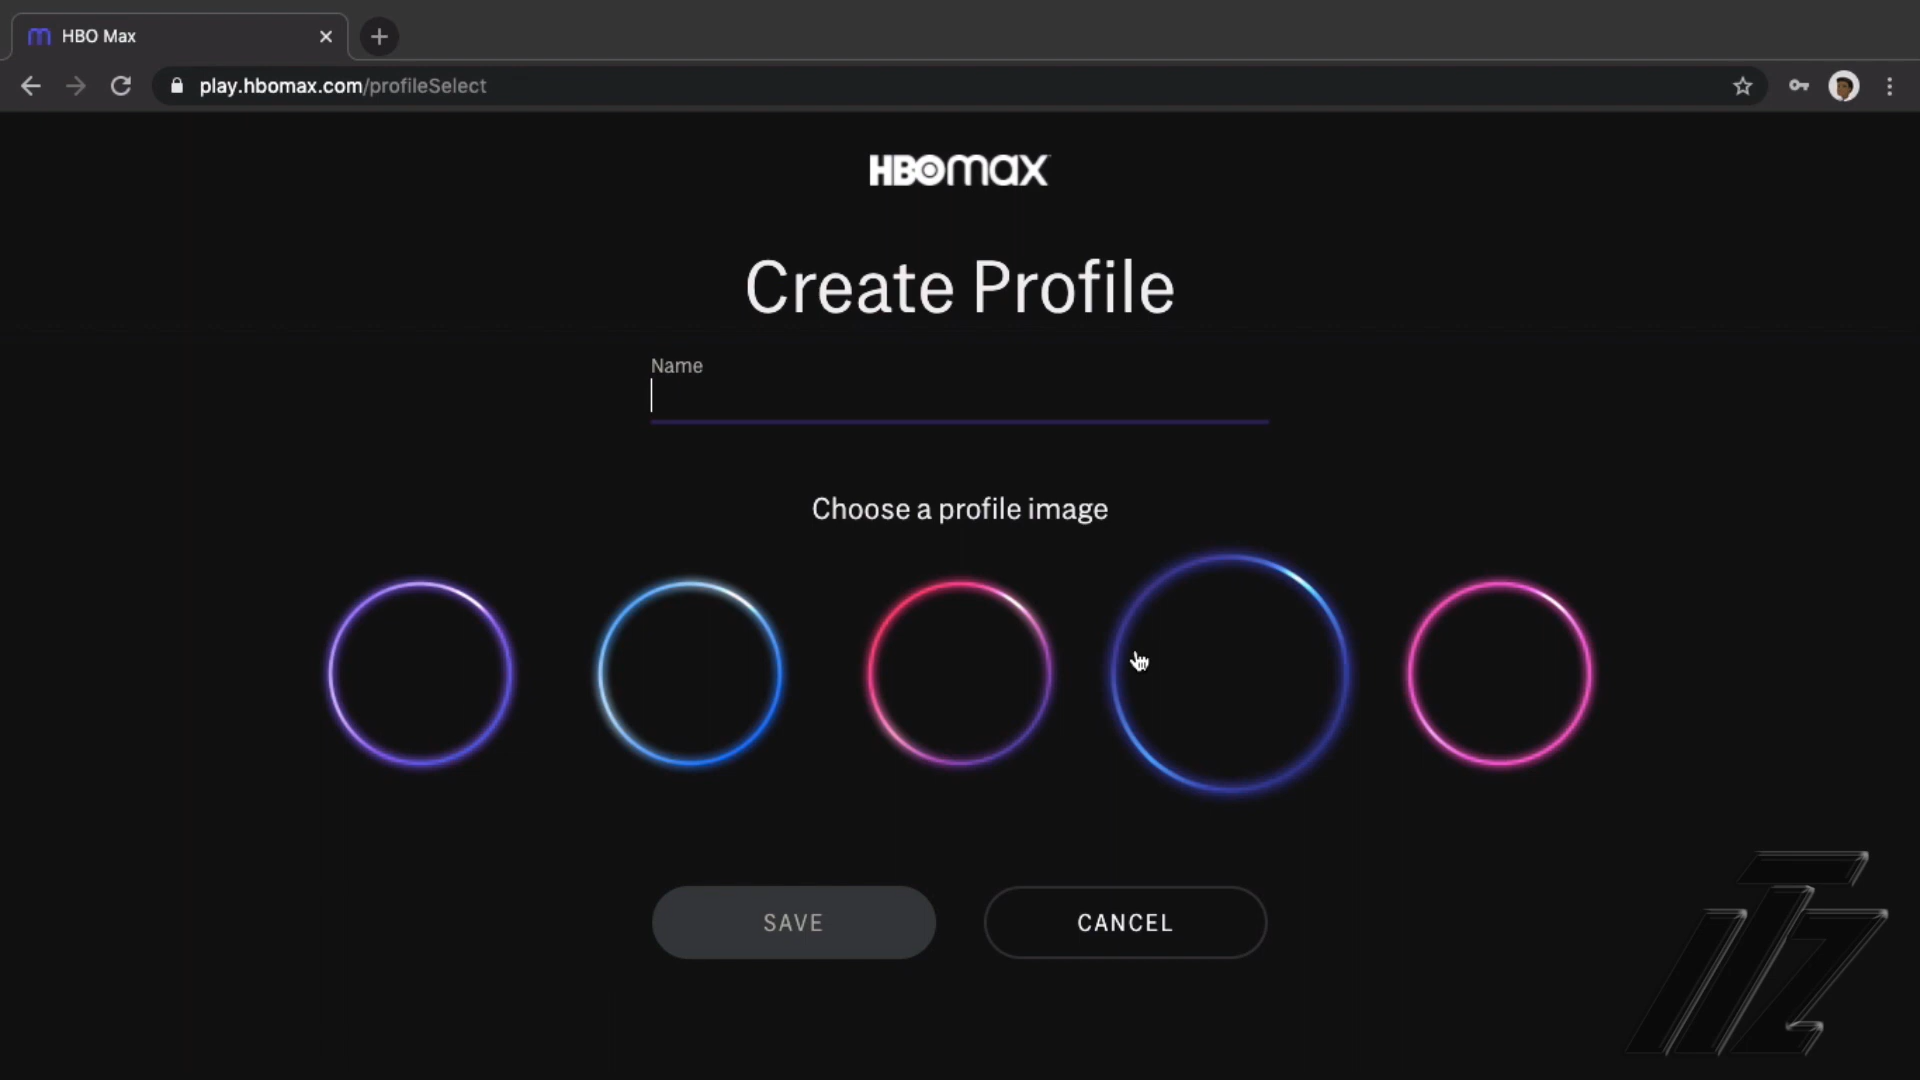 HBO Max
play.hbomax.com/profileSelect
HBOmax
Create Profile
Name
Choose a profile image
SAVE
CANCEL